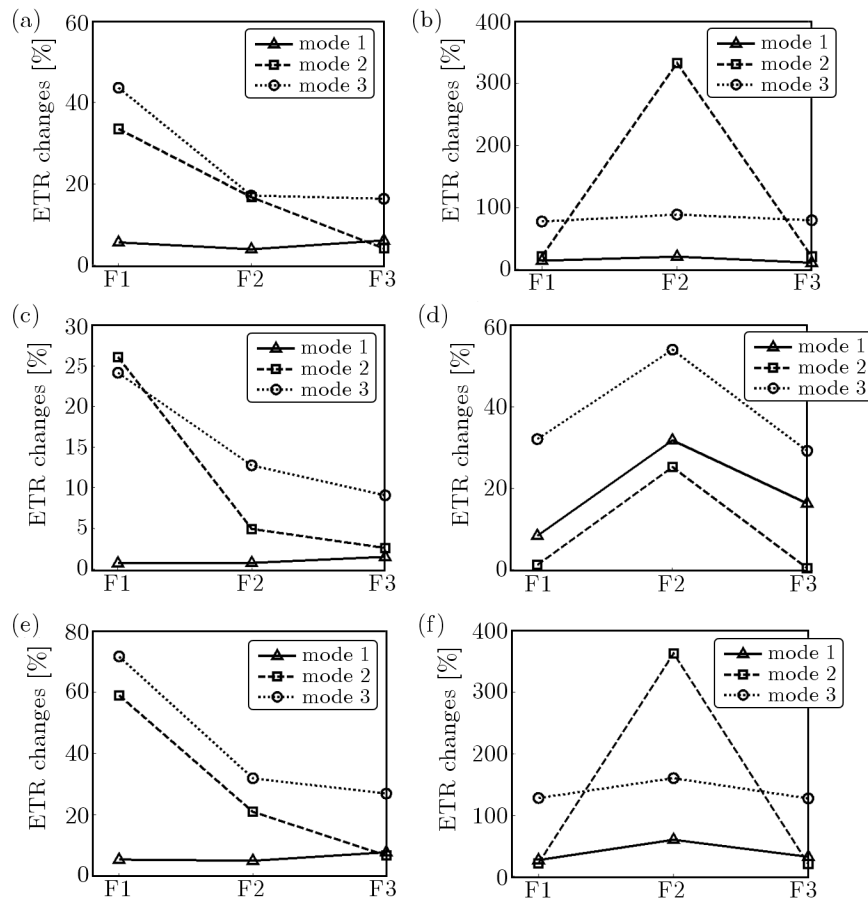 (a)
ETR changes [%]
60
40
20
0
F1 F2 F3
mode 1
mode 2
mode 3
(b)
ETR changes [%]
400
300
200
100
0
F1 F2 F3
mode 1
mode 2
mode 3
(c)
ETR changes [%]
30
25
20
15
10
5
0
F1 F2 F3
mode 1
mode 2
mode 3
(d)
ETR changes [%]
60
40
20
0
F1 F2 F3
mode 1
mode 2
mode 3
(e)
ETR changes [%]
80
60
40
20
0
F1 F2 F3
mode 1
mode 2
mode 3
(f)
ETR changes [%]
400
300
200
100
0
F1 F2 F3
mode 1
mode 2
mode 3